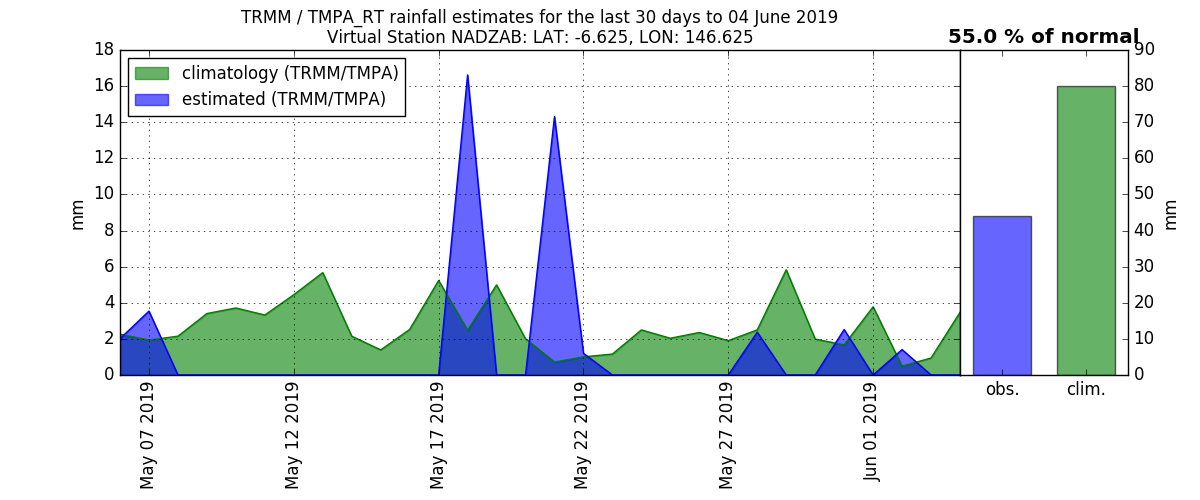 TRMM / TMPA_RT rainfall estimates for the last 30 days to 04 June 2019
Virtual Station NADZAB: LAT: -6.625, LON: 146.625
55.0 % of normal
climatology (TRMM/TMPA)
estimated (TRMM/TMPA)
18
16
14
12
10
8
6
4
2
0
mm
May 07 2019
May 12 2019
May 17 2019
May 22 2019
May 27 2019
Jun 01 2019
90
80
70
60
50
40
30
20
10
0
mm
obs.
clim.